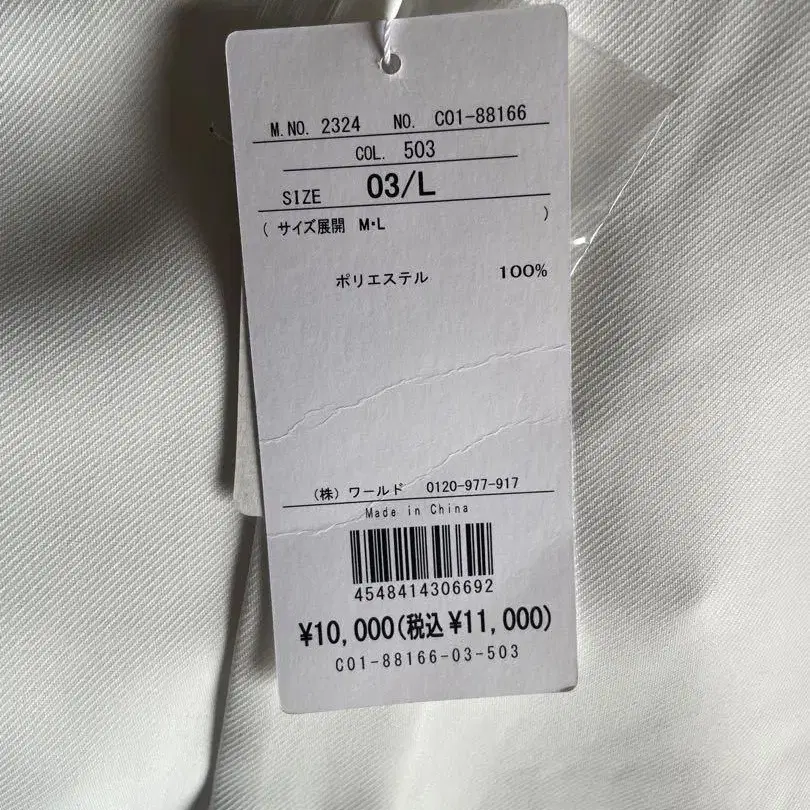 M.NO. 2324 NO. C01-88166
COL. 503
SIZE 03/L
( サイズ展開 M・L )
ポリエステル 100%
(株) ワールド 0120-977-917
Made in China
4548414306692
¥10,000(税込¥11,000)
C01-88166-03-503